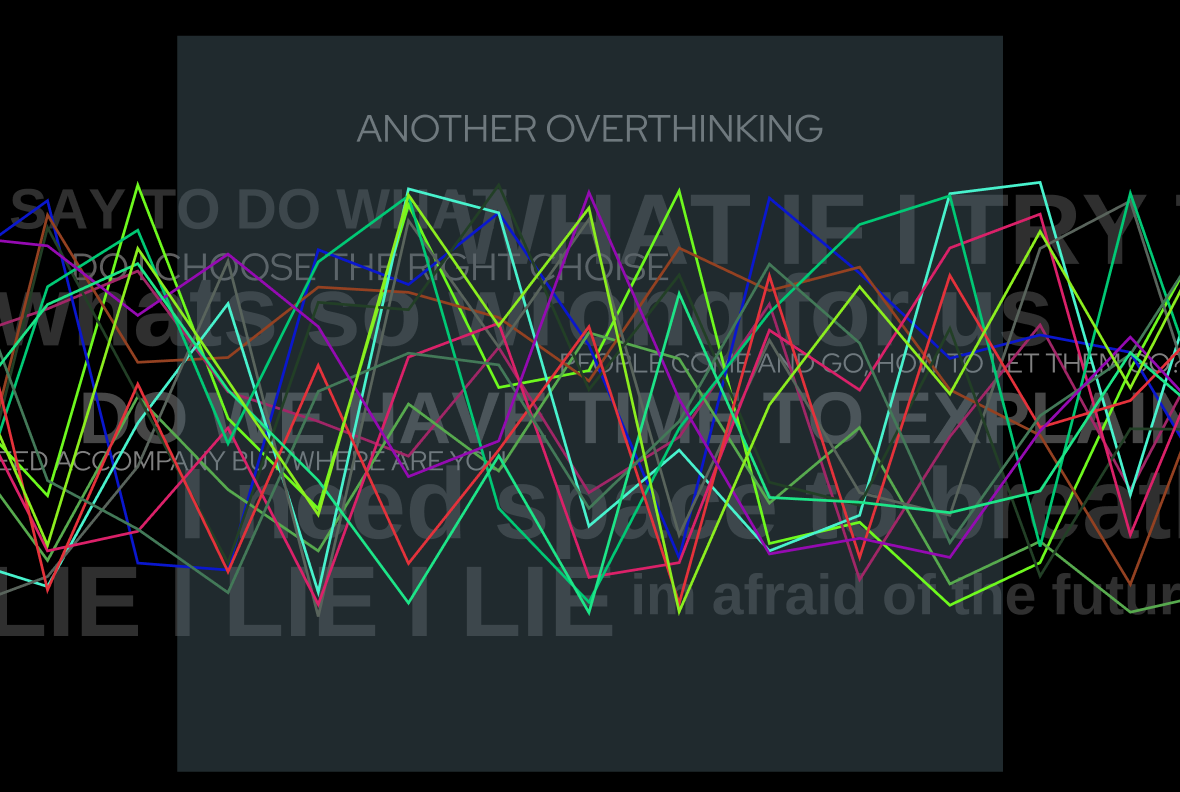 ANOTHER OVERTHINKING
SAY TO DO WHAT
WHAT IF I TRY
DO I CHOOSE THE RIGHT CHOISE
whats so wrong for us
PEOPLE COME AND GO, HOW TO LET THEM GO?
DO WE HAVE TIME TO EXPLAI
EED ACCOMPANY BUT WHERE ARE YOU
I need space to breat
LIE I LIE I LIE
im afraid of the futur